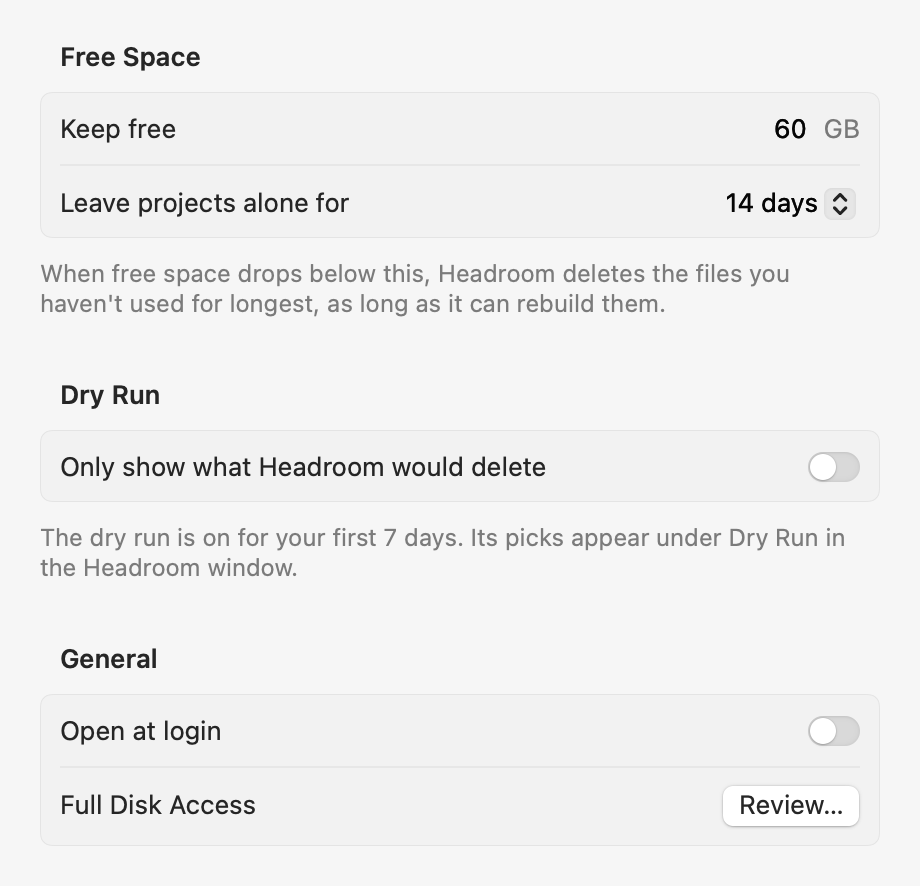 Free Space
Keep free 60 GB
Leave projects alone for 14 days
When free space drops below this, Headroom deletes the files you
haven't used for longest, as long as it can rebuild them.
Dry Run
Only show what Headroom would delete
The dry run is on for your first 7 days. Its picks appear under Dry Run in
the Headroom window.
General
Open at login
Full Disk Access Review...